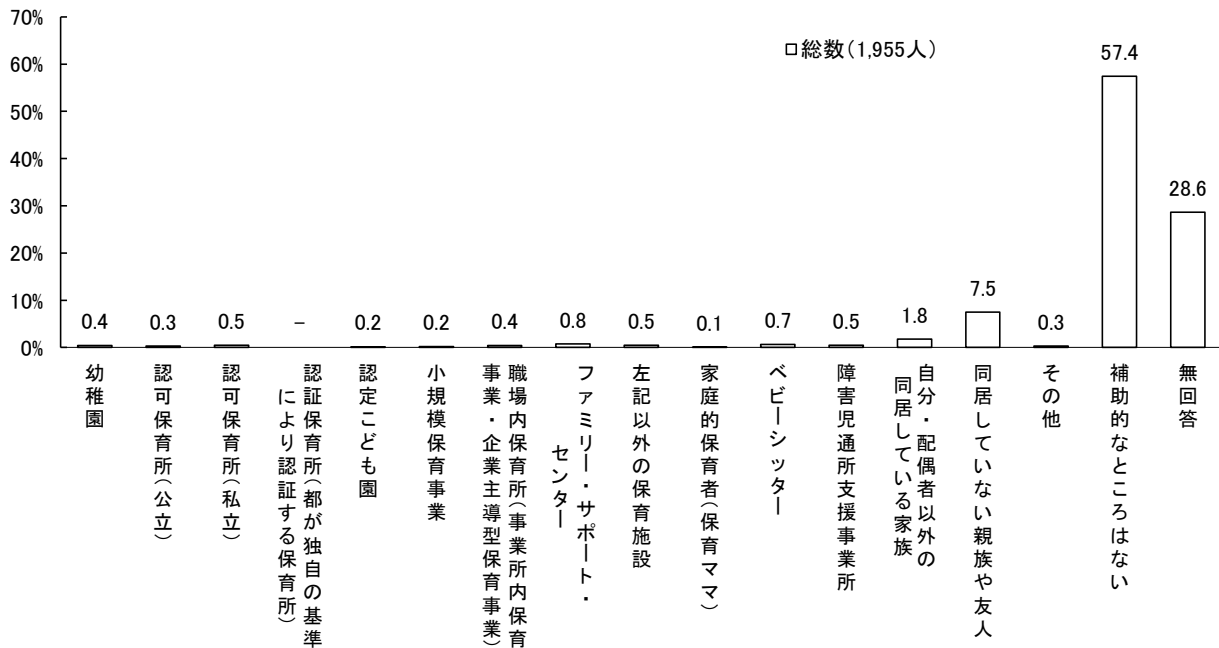 70%
60%
50%
40%
30%
20%
10%
0%
□総数(1,955人)
0.4
0.3
0.5
–
0.2
0.2
0.4
0.8
0.5
0.1
0.7
0.5
1.8
7.5
0.3
57.4
28.6
幼稚園
認可保育所(公立)
認可保育所(私立)
認証保育所(都が独自の基準
により認証する保育所)
認定こども園
小規模保育事業
職場内保育所(事業所内保育
事業・企業主導型保育事業)
ファミリー・サポート・
センター
左記以外の保育施設
家庭的保育者(保育ママ)
ベビーシッター
障害児通所支援事業所
自分・配偶者以外の
同居している家族
同居していない親族や友人
その他
補助的なところはない
無回答